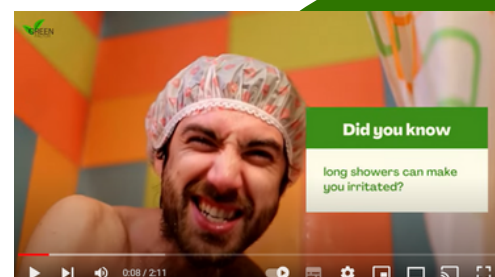 GREEN
Did you know
long showers can make
you irritated?
0:08 / 2:11